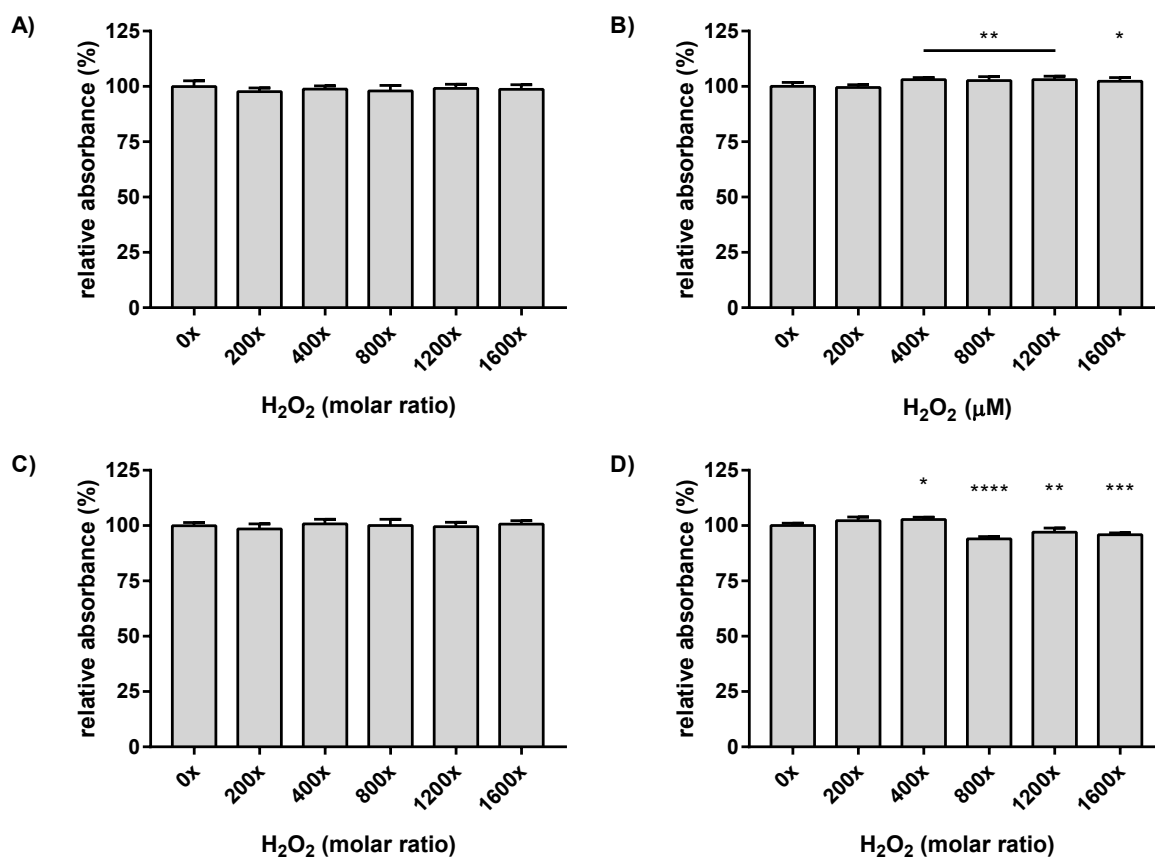 A)
relative absorbance (%)
125
100
75
50
25
0
0x
200x
400x
800x
1200x
1600x
H₂O₂ (molar ratio)
B)
relative absorbance (%)
125
100
75
50
25
0
**
*
0x
200x
400x
800x
1200x
1600x
H₂O₂ (μM)
C)
relative absorbance (%)
125
100
75
50
25
0
0x
200x
400x
800x
1200x
1600x
H₂O₂ (molar ratio)
D)
relative absorbance (%)
125
100
75
50
25
0
*
****
**
***
0x
200x
400x
800x
1200x
1600x
H₂O₂ (molar ratio)